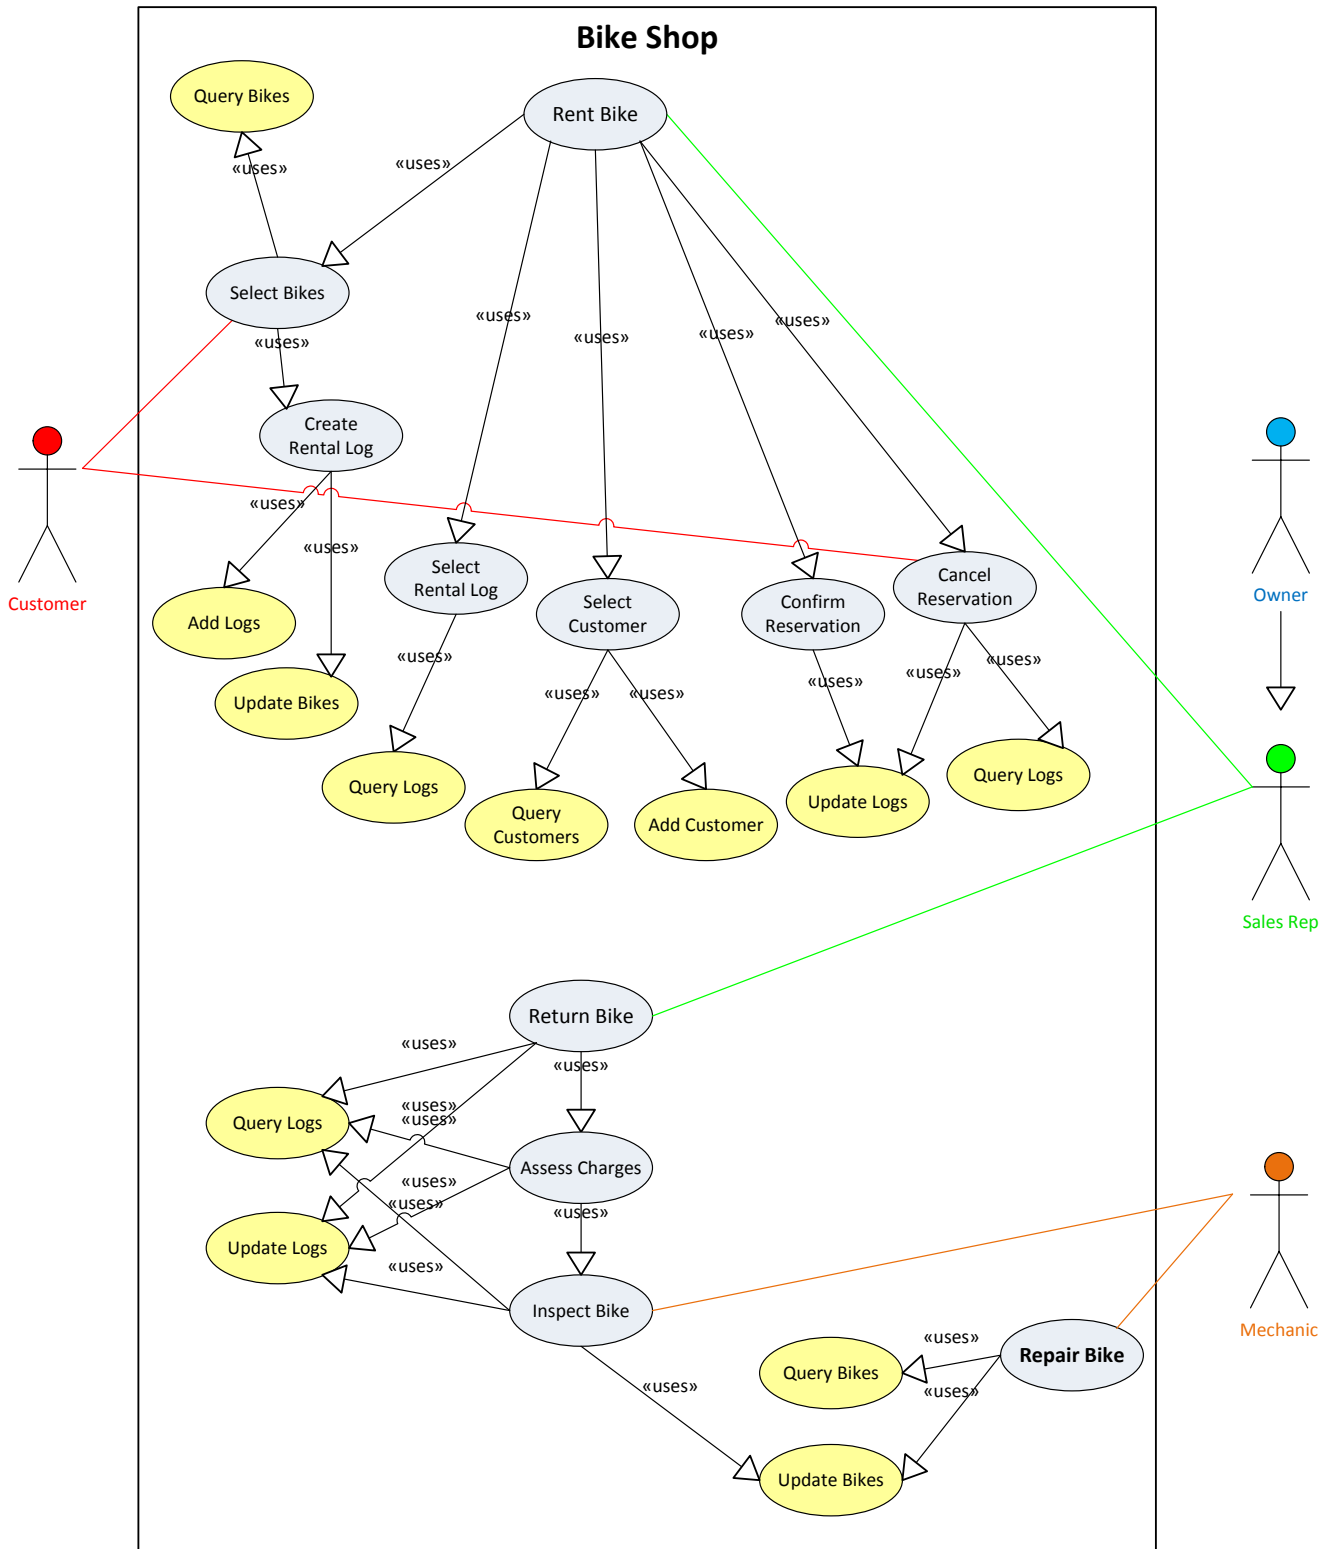 Bike Shop
Query Bikes
Rent Bike
«uses»
«uses»
Select Bikes
«uses»
«uses»
«uses»
«uses»
«uses»
Create
Rental Log
Customer
Owner
«uses»
«uses»
Select
Rental Log
Select
Customer
Confirm
Reservation
Cancel
Reservation
Add Logs
Update Bikes
«uses»
«uses»
«uses»
«uses»
«uses»
«uses»
Query Logs
Query
Customers
Add Customer
Update Logs
Query Logs
Sales Rep
Return Bike
«uses»
«uses»
«uses»
«uses»
Query Logs
Assess Charges
«uses»
«uses»
«uses»
Update Logs
«uses»
Inspect Bike
Mechanic
«uses»
Query Bikes
Repair Bike
«uses»
«uses»
Update Bikes